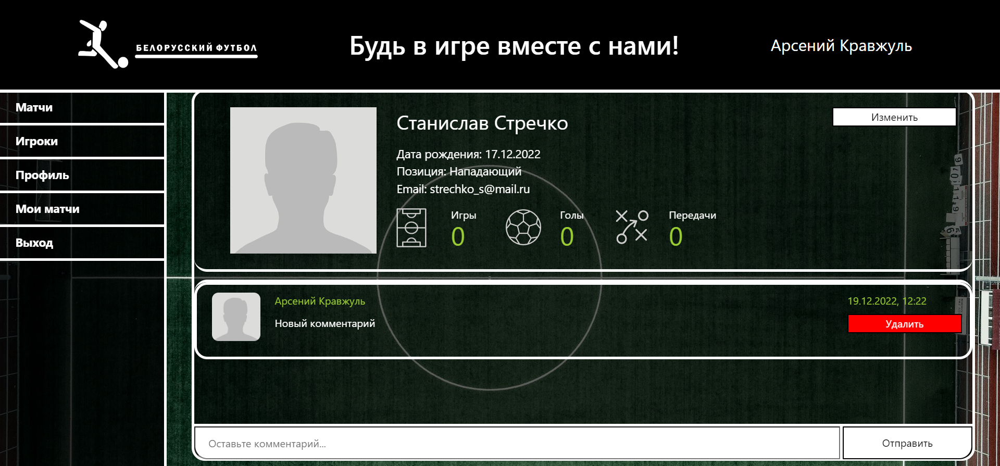 БЕЛОРУССКИЙ ФУТБОЛ
Будь в игре вместе с нами!
Арсений Кравжуль
Матчи
Игроки
Профиль
Мои матчи
Выход
Станислав Стречко
Изменить
Дата рождения: 17.12.2022
Позиция: Нападающий
Email: strechko_s@mail.ru
Игры
0
Голы
0
Передачи
0
Арсений Кравжуль
19.12.2022, 12:22
Новый комментарий
Удалить
Оставьте комментарий...
Отправить